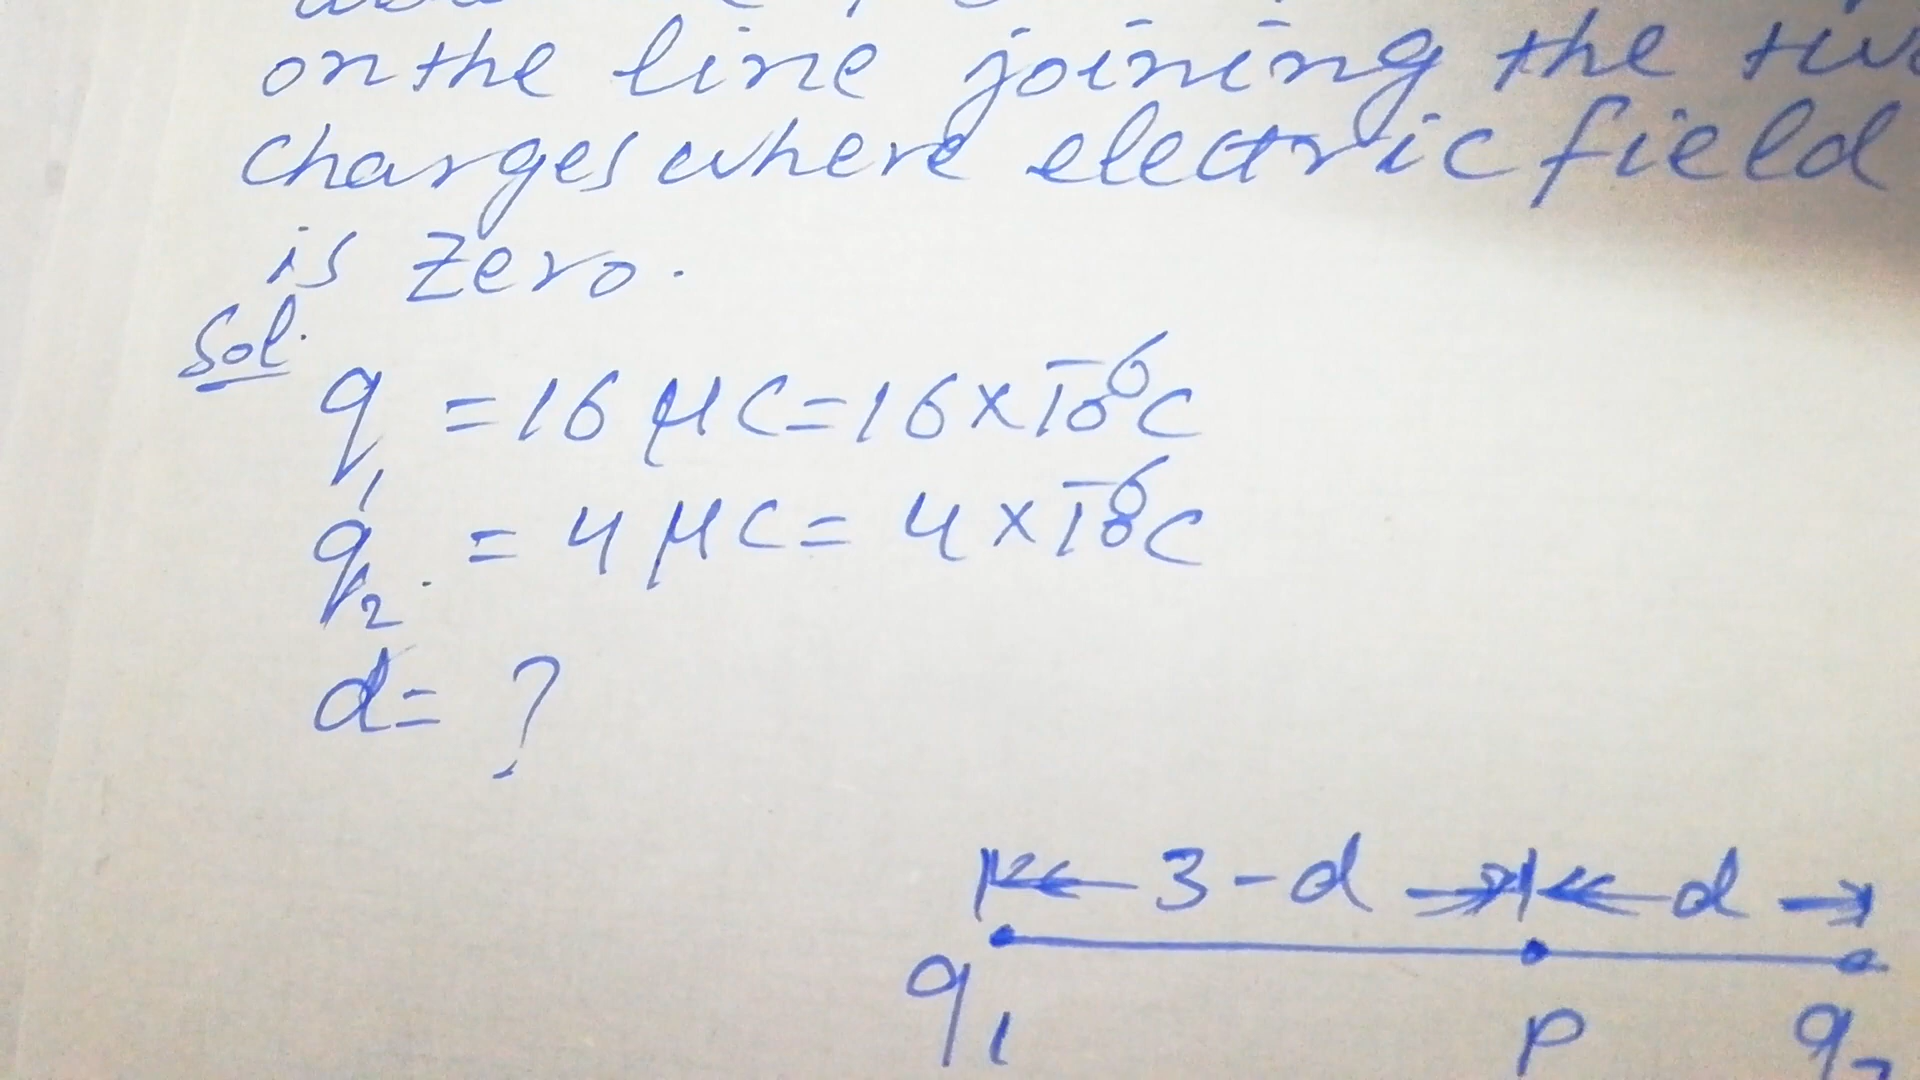 on the line joining the two
charges where electric field
is zero.
Sol.
q₁ = 16 μC = 16 × 10⁻⁶C
q₂ = 4 μC = 4 × 10⁻⁶C
d = ?
3 - d d
q₁ P q₂